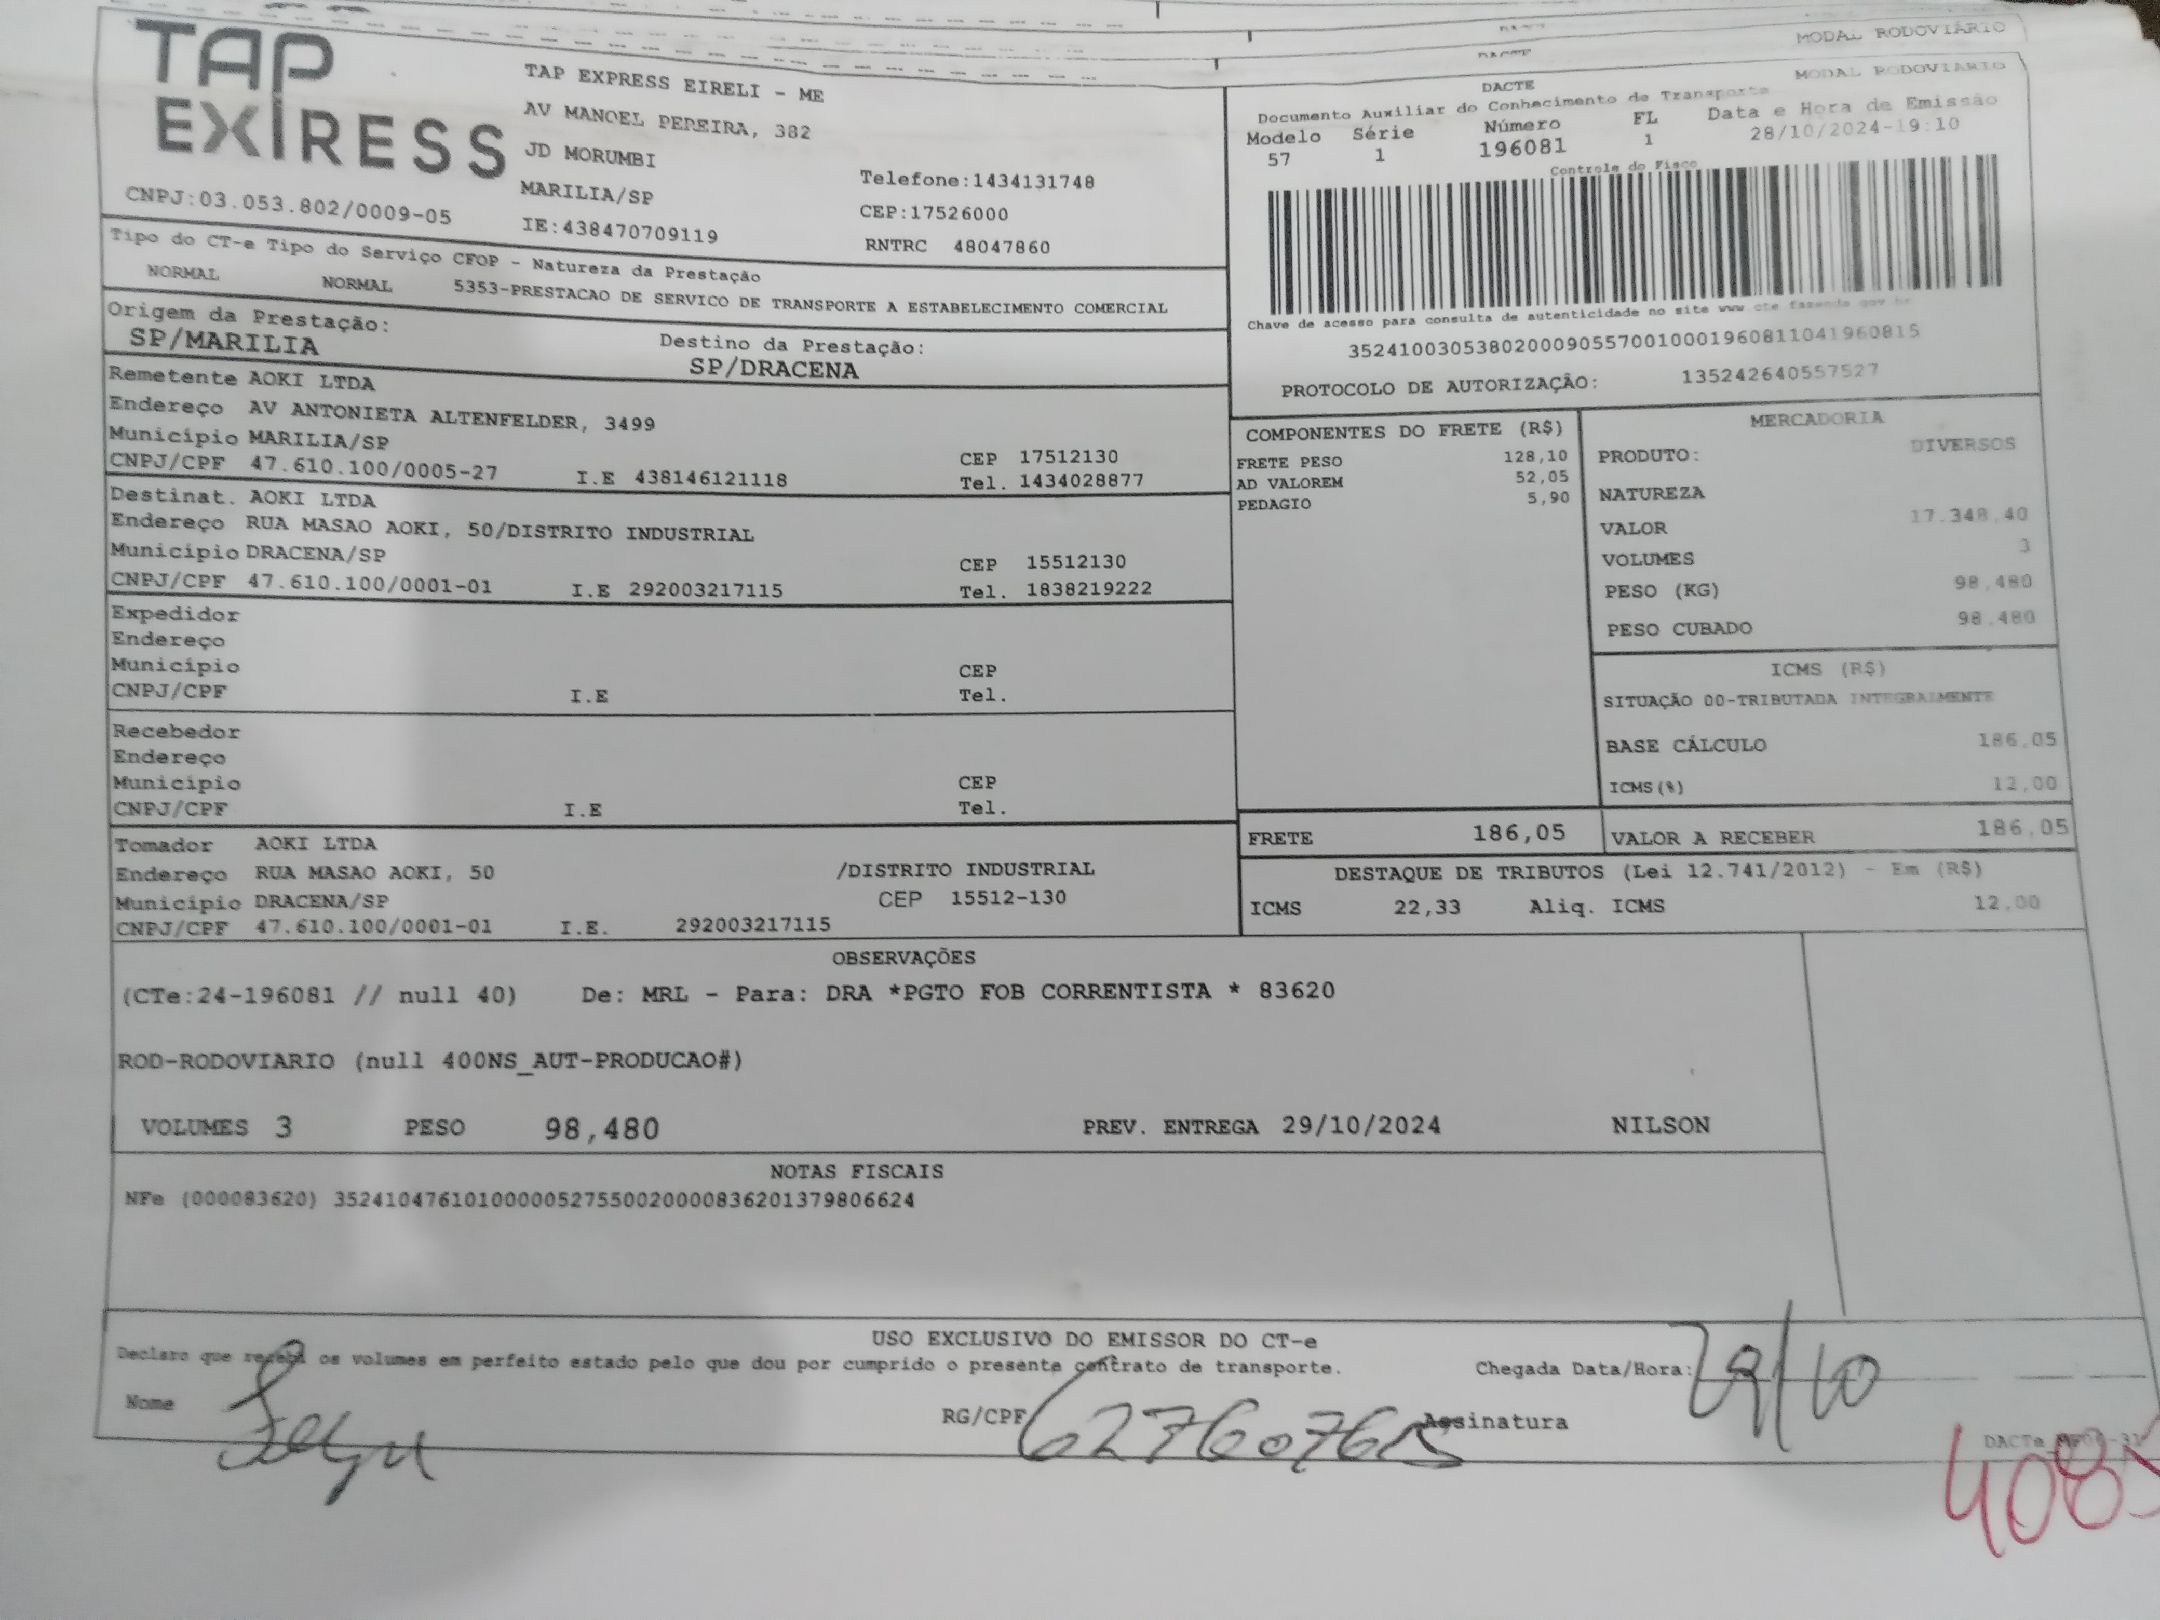 MODAL RODOVIÁRIO
MODAL RODOVIÁRIO
TAP
EXPRESS
CNPJ:03.053.802/0009-05
TAP EXPRESS EIRELI - ME
AV MANOEL PEREIRA, 382
JD MORUMBI
MARILIA/SP
IE:438470709119
Telefone:1434131748
CEP:17526000
RNTRC 48047860
DACTE
Documento Auxiliar do Conhecimento de Transporte
Modelo Série Número FL Data e Hora de Emissão
57 1 196081 1 28/10/2024-19:10
Controle do Fisco
Chave de acesso para consulta de autenticidade no site www cte fazenda gov br
35241003053802000905570010001960811041960815
PROTOCOLO DE AUTORIZAÇÃO: 135242640557527
Tipo do CT-e Tipo do Serviço CFOP - Natureza da Prestação
NORMAL NORMAL 5353-PRESTACAO DE SERVICO DE TRANSPORTE A ESTABELECIMENTO COMERCIAL
Origem da Prestação: Destino da Prestação:
SP/MARILIA SP/DRACENA
Remetente AOKI LTDA
Endereço AV ANTONIETA ALTENFELDER, 3499
Município MARILIA/SP CEP 17512130
CNPJ/CPF 47.610.100/0005-27 I.E 438146121118 Tel. 1434028877
Destinat. AOKI LTDA
Endereço RUA MASAO AOKI, 50/DISTRITO INDUSTRIAL
Município DRACENA/SP CEP 15512130
CNPJ/CPF 47.610.100/0001-01 I.E 292003217115 Tel. 1838219222
Expedidor
Endereço
Município CEP
CNPJ/CPF I.E Tel.
Recebedor
Endereço
Município CEP
CNPJ/CPF I.E Tel.
Tomador AOKI LTDA
Endereço RUA MASAO AOKI, 50 /DISTRITO INDUSTRIAL
Município DRACENA/SP CEP 15512-130
CNPJ/CPF 47.610.100/0001-01 I.E. 292003217115
COMPONENTES DO FRETE (R$)
FRETE PESO 128,10
AD VALOREM 52,05
PEDAGIO 5,90
MERCADORIA
PRODUTO: DIVERSOS
NATUREZA
VALOR 17.348,40
VOLUMES 3
PESO (KG) 98,480
PESO CUBADO 98,480
ICMS (R$)
SITUAÇÃO 00-TRIBUTADA INTEGRALMENTE
BASE CÁLCULO 186,05
ICMS(%) 12,00
FRETE 186,05 VALOR A RECEBER 186,05
DESTAQUE DE TRIBUTOS (Lei 12.741/2012) - Em (R$)
ICMS 22,33 Aliq. ICMS 12,00
OBSERVAÇÕES
(CTe:24-196081 // null 40) De: MRL - Para: DRA *PGTO FOB CORRENTISTA * 83620
ROD-RODOVIARIO (null 400NS_AUT-PRODUCAO#)
VOLUMES 3 PESO 98,480 PREV. ENTREGA 29/10/2024 NILSON
NOTAS FISCAIS
NFe (000083620) 35241047610100000527550020000836201379806624
USO EXCLUSIVO DO EMISSOR DO CT-e
Declaro que recebi os volumes em perfeito estado pelo que dou por cumprido o presente contrato de transporte. Chegada Data/Hora: 29/10
Nome RG/CPF Assinatura